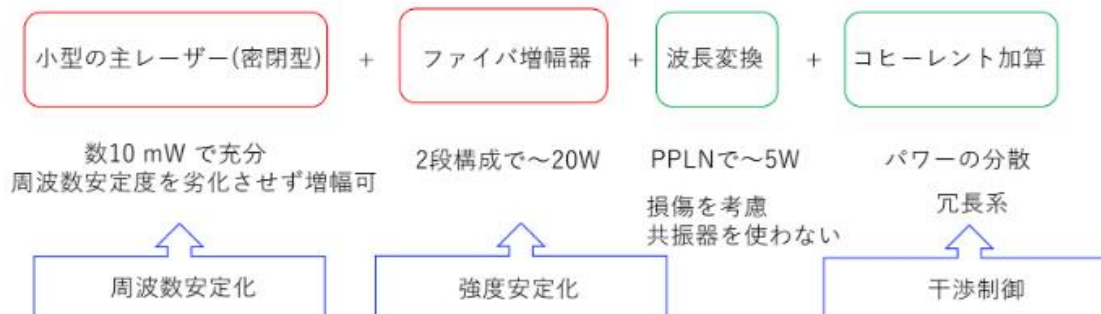 小型の主レーザー(密閉型) + ファイバ増幅器 + 波長変換 + コヒーレント加算
数10 mW で充分
周波数安定度を劣化させず増幅可
2段構成で～20W
PPLNで～5W
損傷を考慮
共振器を使わない
パワーの分散
冗長系
周波数安定化
強度安定化
干渉制御